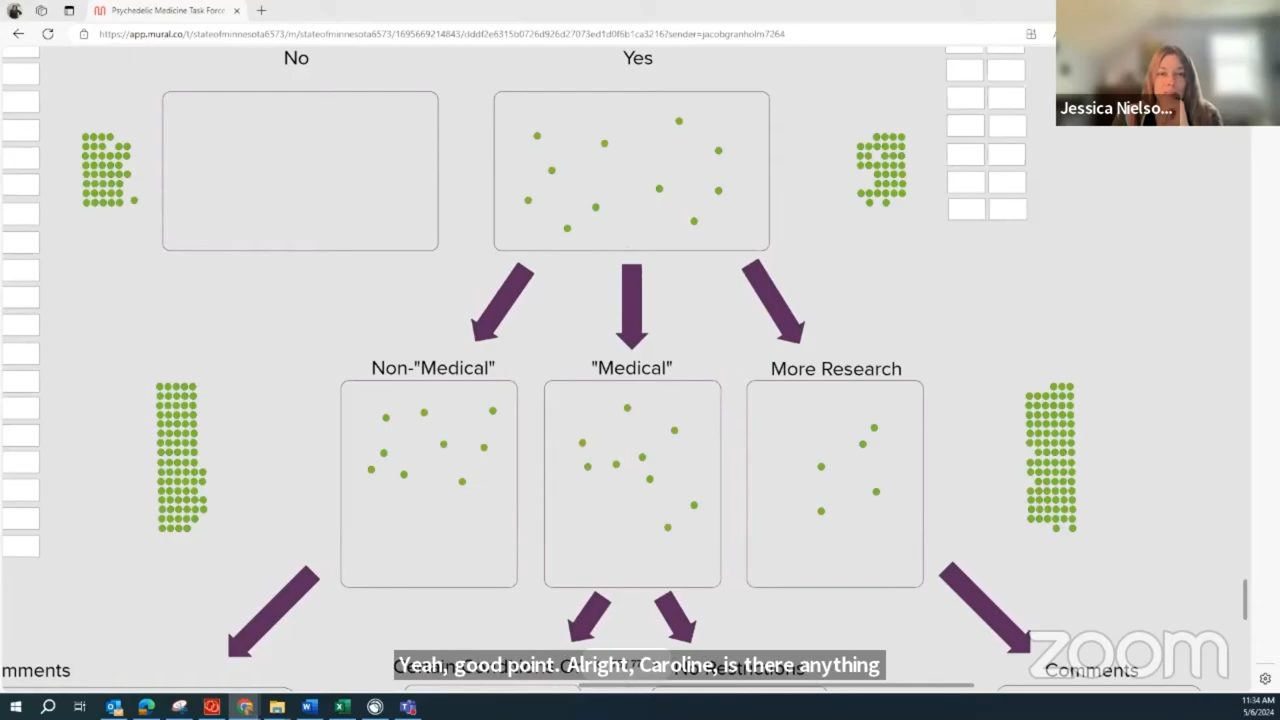 Psychedelic Medicine Task Force
https://app.mural.co/t/stateofminnesota6573/m/stateofminnesota6573/1695669214843/dddf2e6315b0726d926d27073ed1d0f6b1ca3216?sender=jacobgranholm7264
Jessica Nielso...
No
Yes
Non-"Medical"
"Medical"
More Research
mments
Comments
Yeah, good point. Alright, Caroline, is there anything
zoom
11:34 AM
5/6/2024